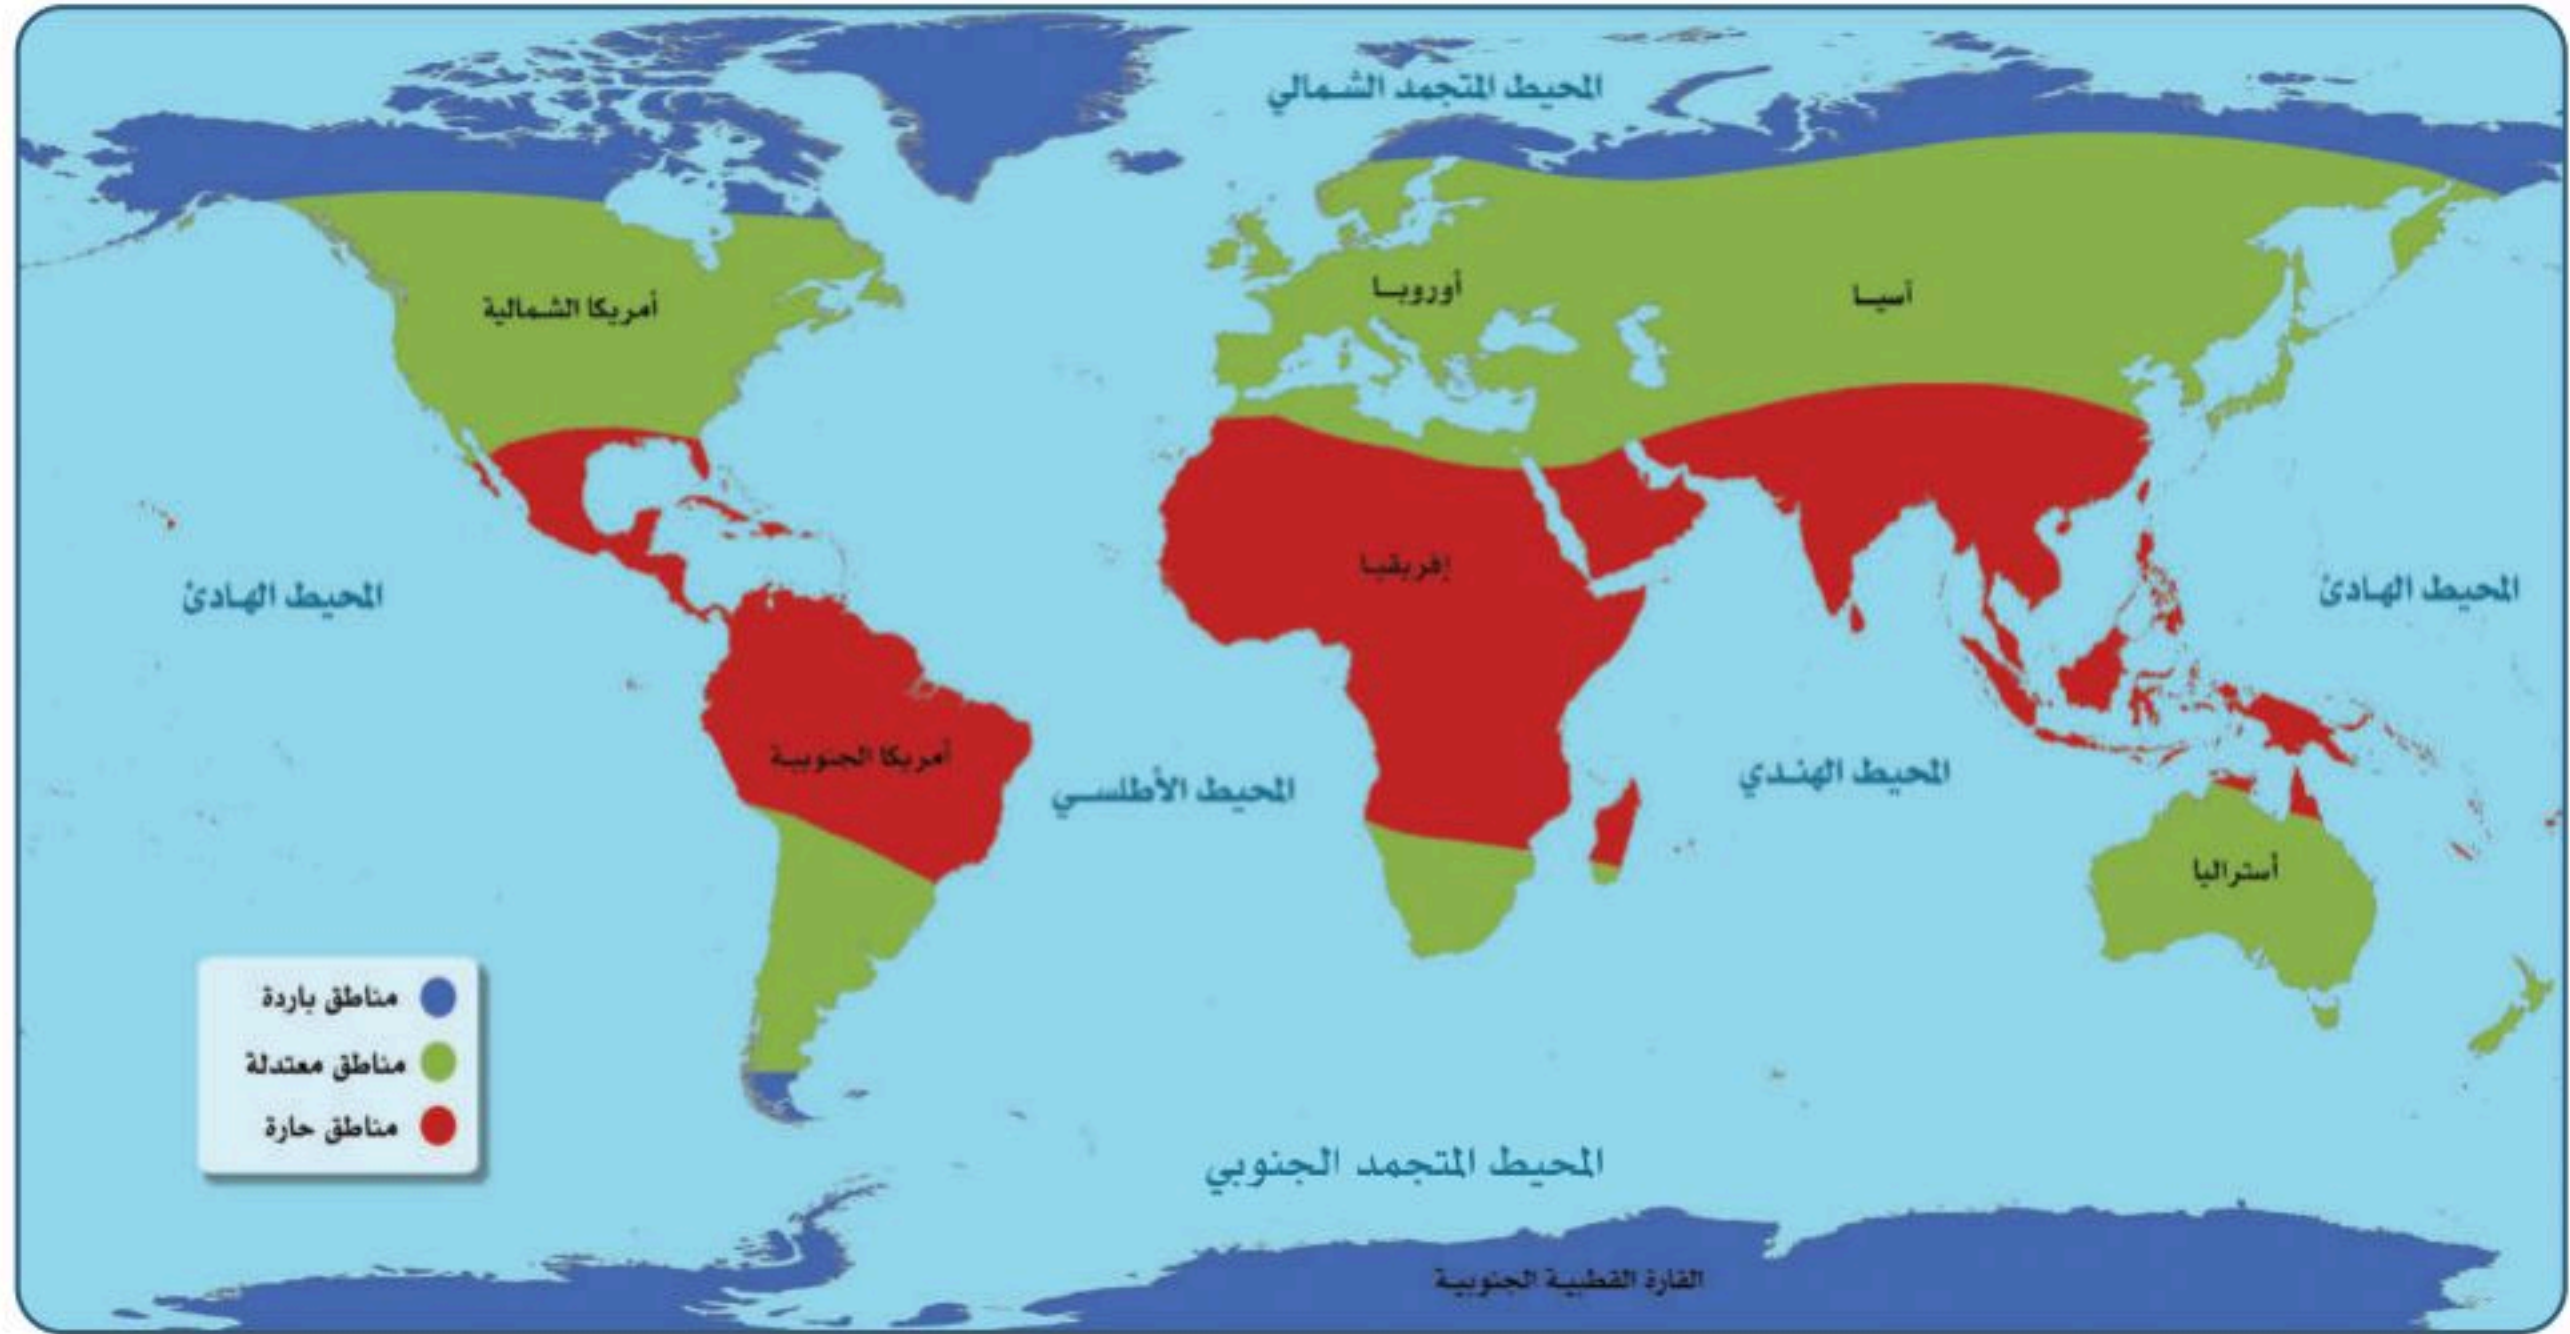 المحيط المتجمد الشمالي
أمريكا الشمالية
أوروبا
آسيا
إفريقيا
المحيط الهادئ
المحيط الهادئ
أمريكا الجنوبية
المحيط الأطلسي
المحيط الهندي
أستراليا
مناطق باردة
مناطق معتدلة
مناطق حارة
المحيط المتجمد الجنوبي
القارة القطبية الجنوبية